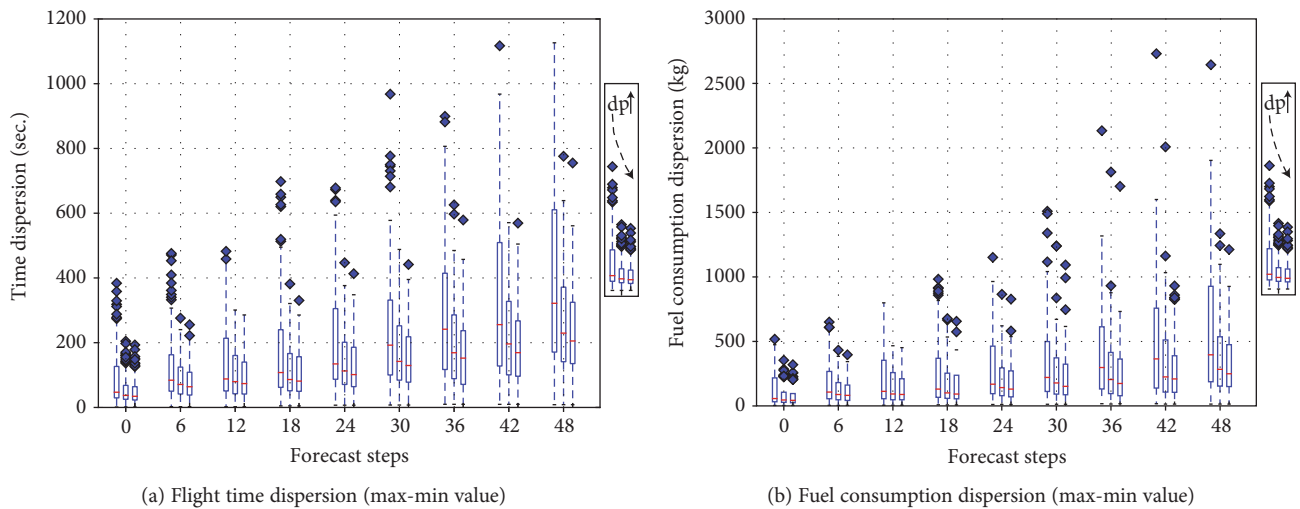 1200
1000
800
600
400
200
0
Time dispersion (sec.)
0 6 12 18 24 30 36 42 48
Forecast steps
dp
(a) Flight time dispersion (max-min value)
3000
2500
2000
1500
1000
500
0
Fuel consumption dispersion (kg)
0 6 12 18 24 30 36 42 48
Forecast steps
dp
(b) Fuel consumption dispersion (max-min value)